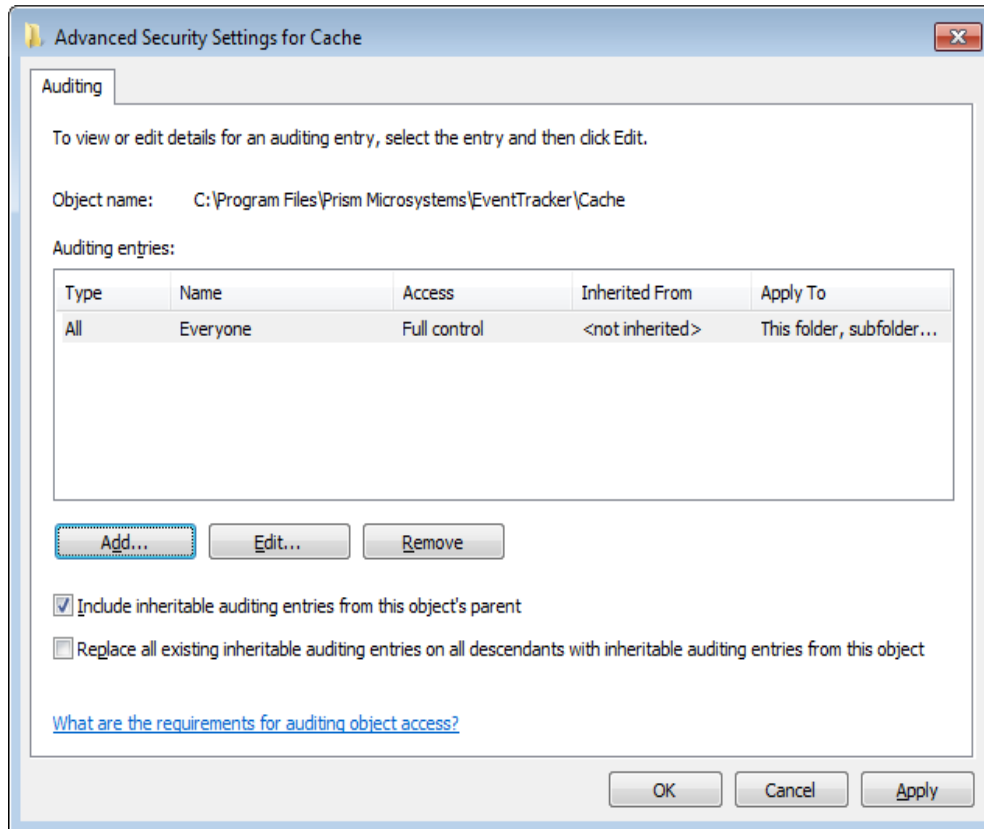 Advanced Security Settings for Cache
Auditing
To view or edit details for an auditing entry, select the entry and then click Edit.
Object name: C:\Program Files\Prism Microsystems\EventTracker\Cache
Auditing entries:
Type Name Access Inherited From Apply To
All Everyone Full control <not inherited> This folder, subfolder...
Add... Edit... Remove
Include inheritable auditing entries from this object's parent
Replace all existing inheritable auditing entries on all descendants with inheritable auditing entries from this object
What are the requirements for auditing object access?
OK Cancel Apply